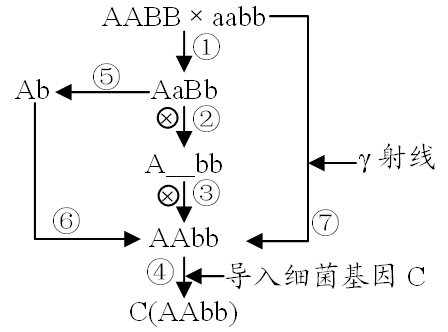 AABB × aabb
①
⑤
Ab AaBb
⊗ ②
A__bb
γ 射线
⊗ ③
⑥ AAbb ⑦
④ 导入细菌基因 C
C(AAbb)